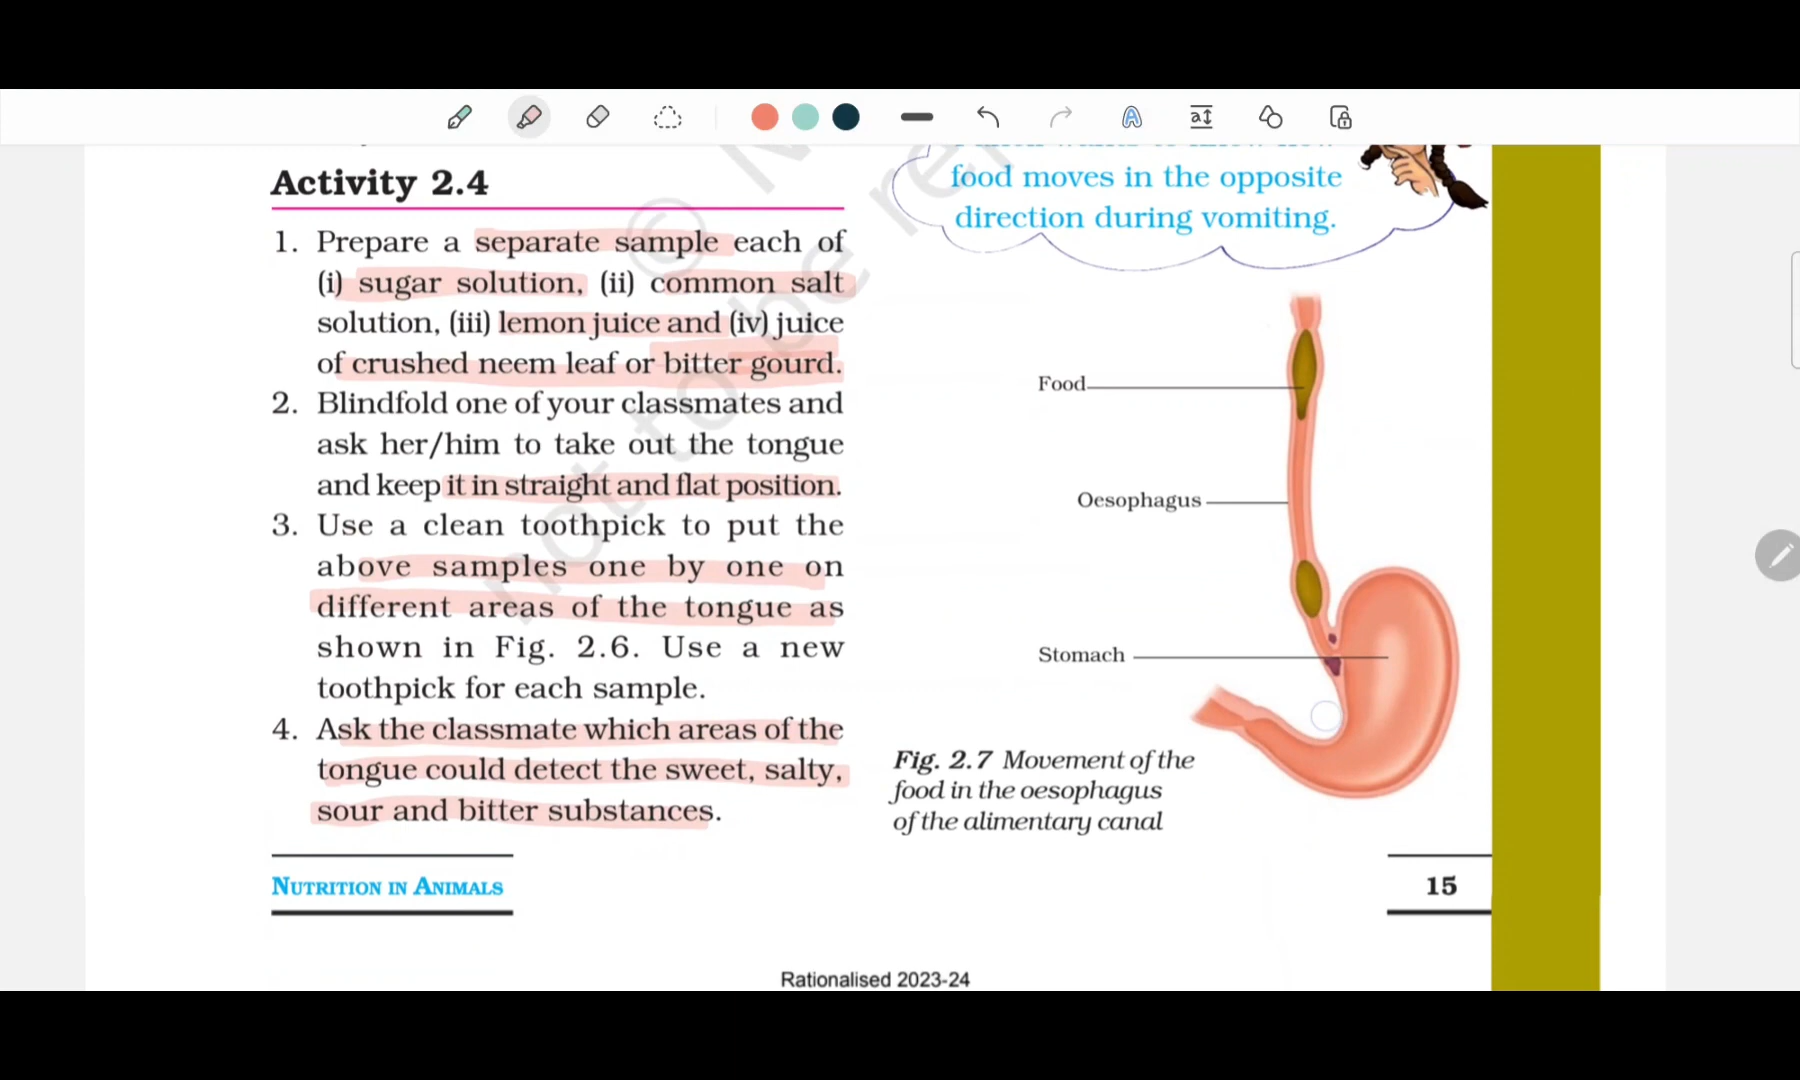 Activity 2.4
1. Prepare a separate sample each of
(i) sugar solution, (ii) common salt
solution, (iii) lemon juice and (iv) juice
of crushed neem leaf or bitter gourd.
2. Blindfold one of your classmates and
ask her/him to take out the tongue
and keep it in straight and flat position.
3. Use a clean toothpick to put the
above samples one by one on
different areas of the tongue as
shown in Fig. 2.6. Use a new
toothpick for each sample.
4. Ask the classmate which areas of the
tongue could detect the sweet, salty,
sour and bitter substances.
food moves in the opposite
direction during vomiting.
Food
Oesophagus
Stomach
Fig. 2.7 Movement of the
food in the oesophagus
of the alimentary canal
NUTRITION IN ANIMALS
15
Rationalised 2023-24
not to be
©